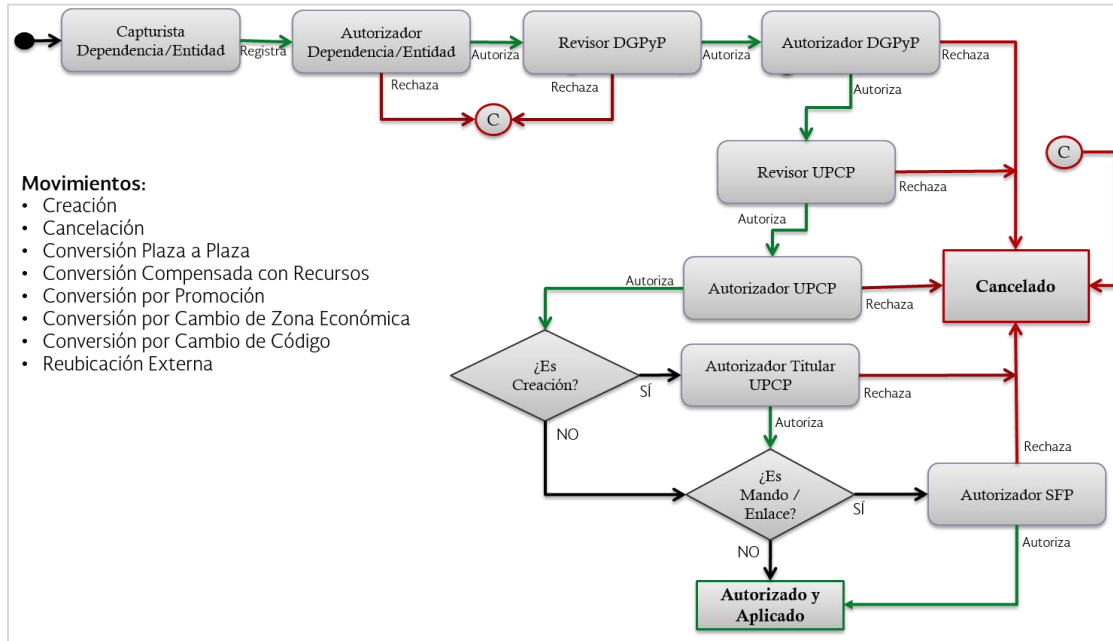 Capturista
Dependencia/Entidad
Registra
Autorizador
Dependencia/Entidad
Autoriza
Revisor DGPyP
Autoriza
Autorizador DGPyP
Rechaza
Rechaza
Rechaza
C
Autoriza
C
Revisor UPCP
Rechaza
Autoriza
Movimientos:
• Creación
• Cancelación
• Conversión Plaza a Plaza
• Conversión Compensada con Recursos
• Conversión por Promoción
• Conversión por Cambio de Zona Económica
• Conversión por Cambio de Código
• Reubicación Externa
Autoriza
Autorizador UPCP
Rechaza
Cancelado
¿Es
Creación?
SÍ
Autorizador Titular
UPCP
Rechaza
NO
Autoriza
¿Es
Mando /
Enlace?
SÍ
Rechaza
Autorizador SFP
Autoriza
NO
Autorizado y
Aplicado